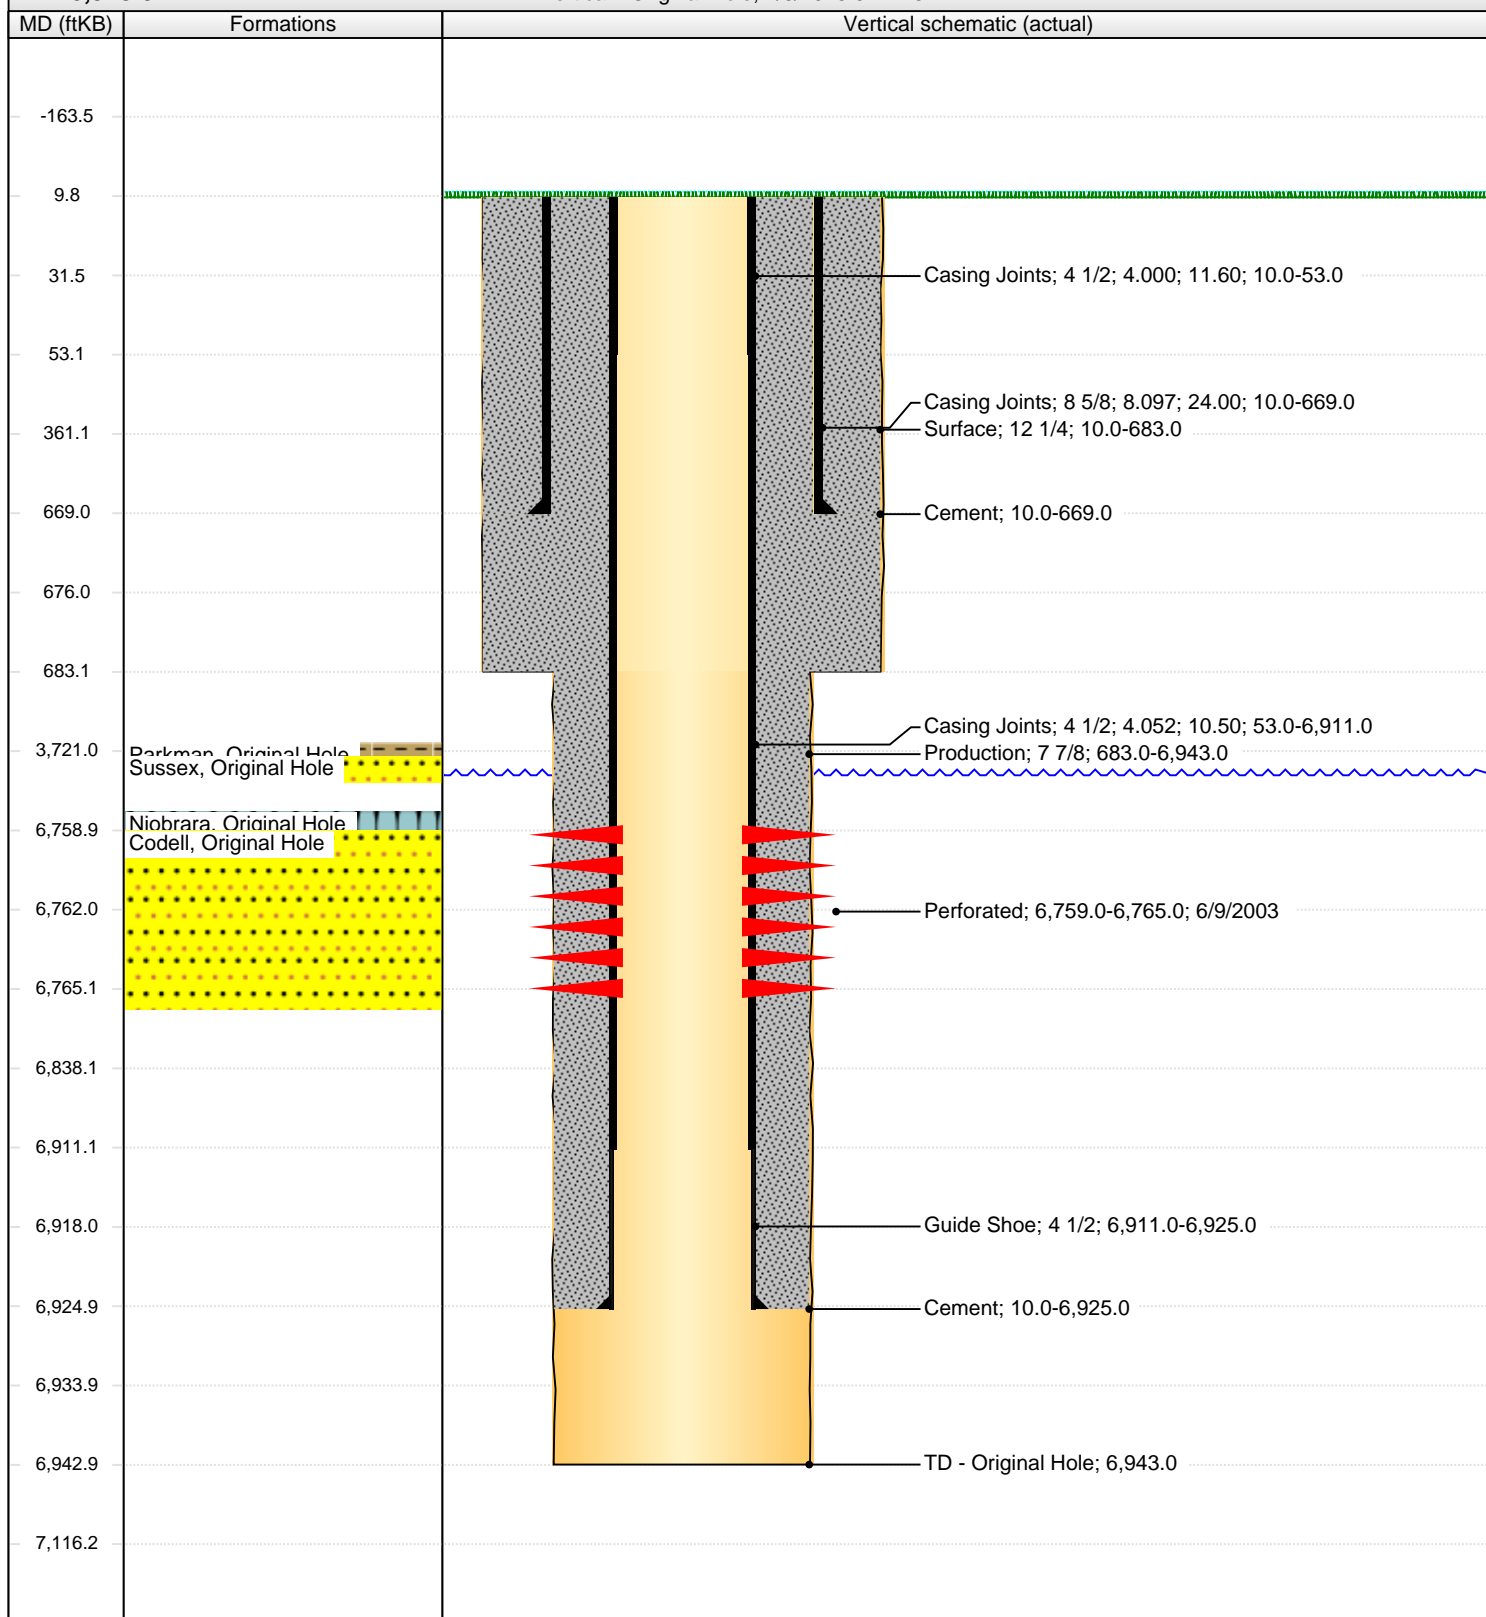 MD (ftKB) Formations Vertical schematic (actual)
-163.5
9.8
31.5 Casing Joints; 4 1/2; 4.000; 11.60; 10.0-53.0
53.1
Casing Joints; 8 5/8; 8.097; 24.00; 10.0-669.0
361.1 Surface; 12 1/4; 10.0-683.0
669.0 Cement; 10.0-669.0
676.0
683.1
Casing Joints; 4 1/2; 4.052; 10.50; 53.0-6,911.0
3,721.0 Parkman, Original Hole Production; 7 7/8; 683.0-6,943.0
Sussex, Original Hole
Niobrara, Original Hole
6,758.9
Codell, Original Hole
6,762.0 Perforated; 6,759.0-6,765.0; 6/9/2003
6,765.1
6,838.1
6,911.1
6,918.0 Guide Shoe; 4 1/2; 6,911.0-6,925.0
6,924.9 Cement; 10.0-6,925.0
6,933.9
6,942.9 TD - Original Hole; 6,943.0
7,116.2